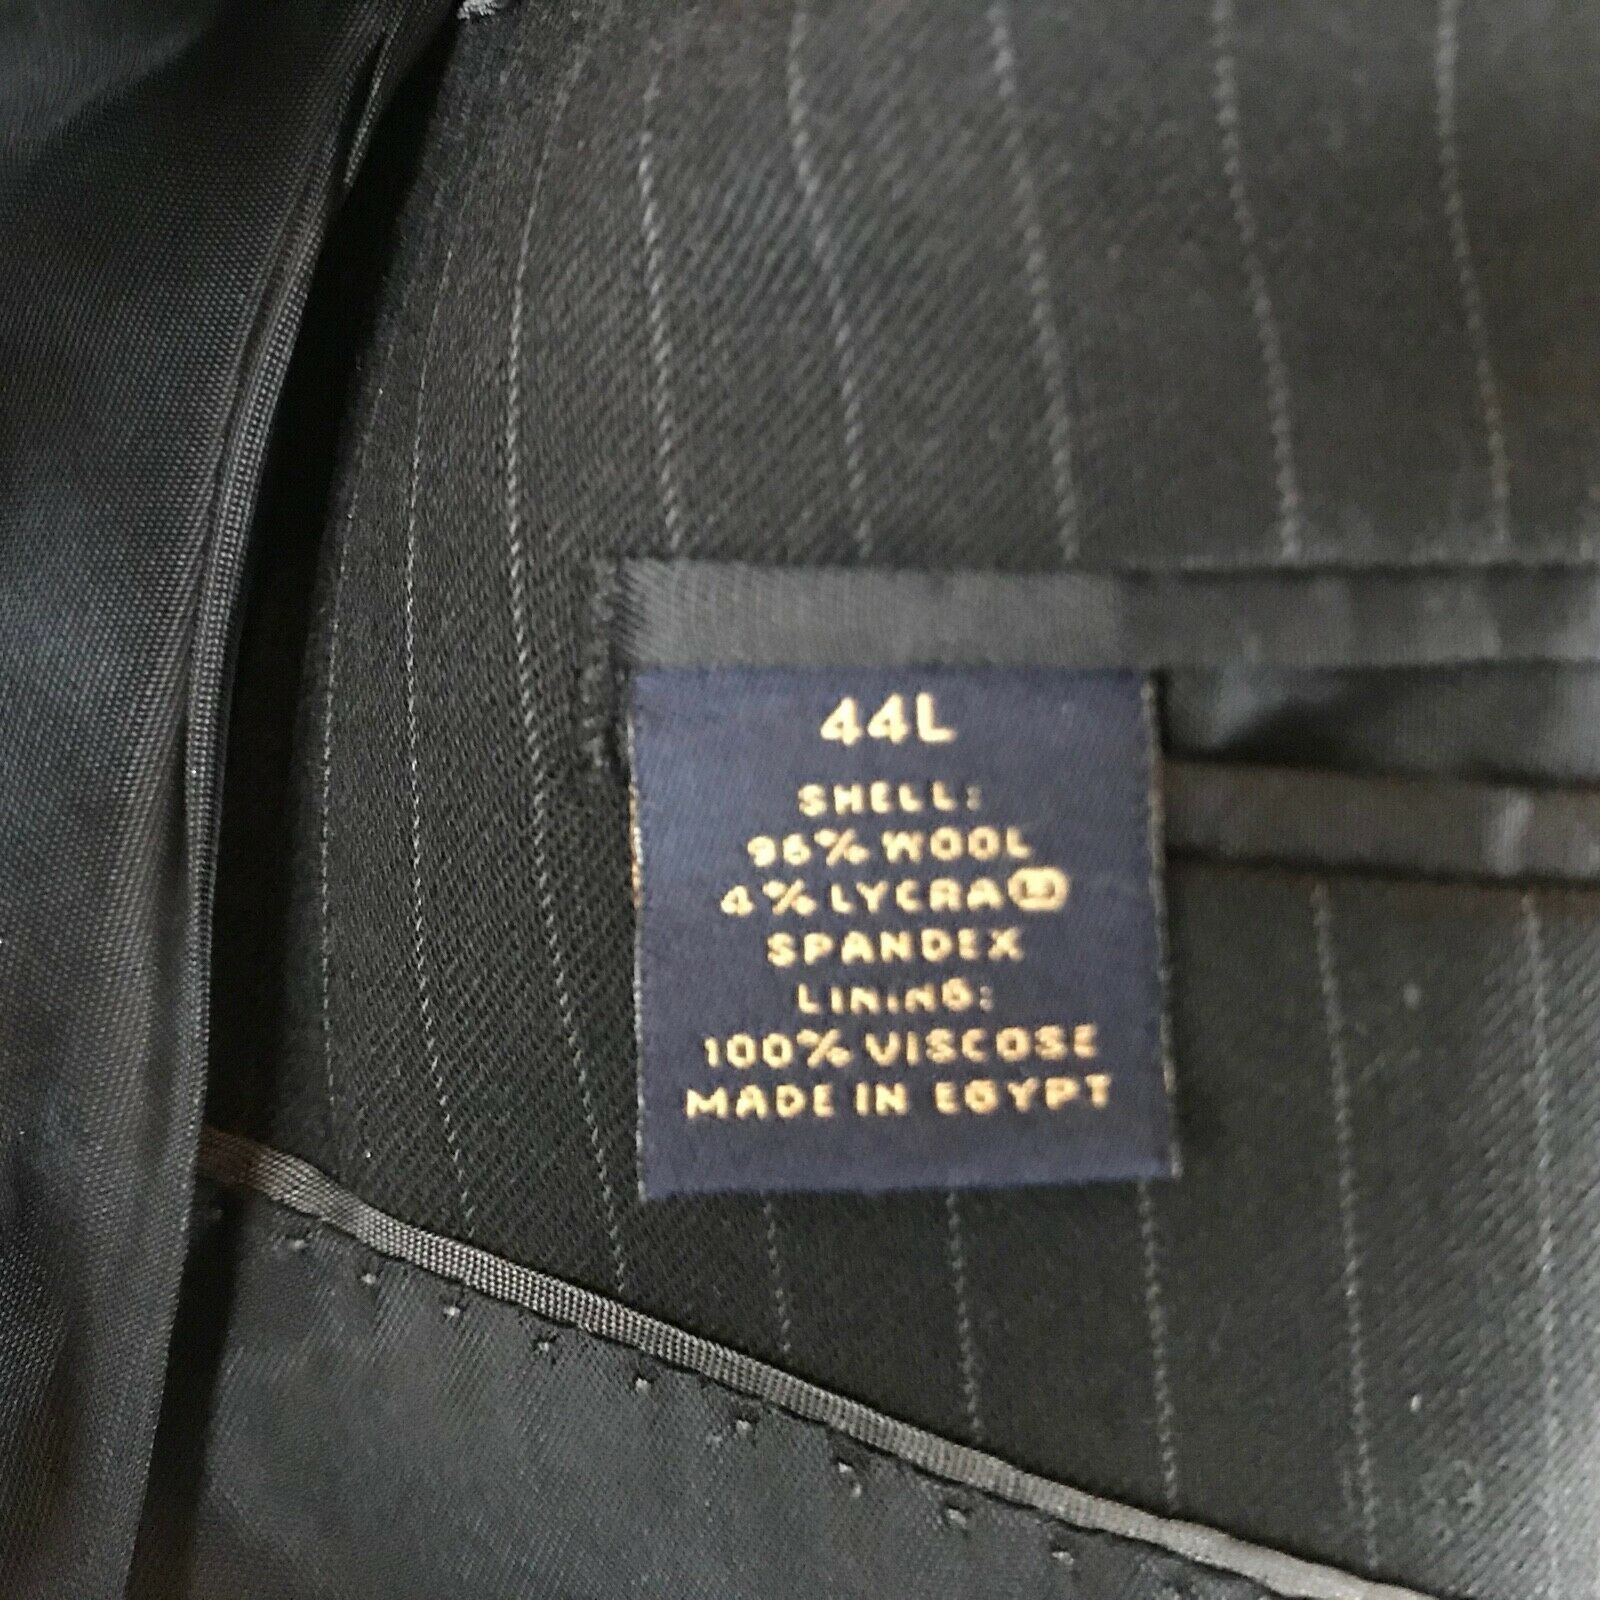 44L
SHELL:
96% WOOL
4% LYCRA®
SPANDEX
LINING:
100% VISCOSE
MADE IN EGYPT